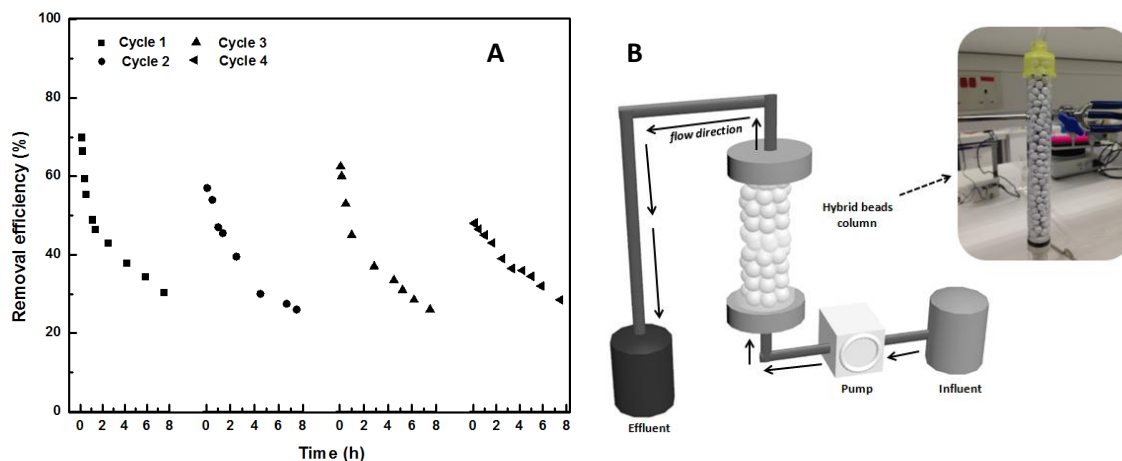 100
80
60
40
20
0
Removal efficiency (%)
Cycle 1
Cycle 2
Cycle 3
Cycle 4
A
0 2 4 6 8 0 2 4 6 8 0 2 4 6 8 0 2 4 6 8
Time (h)
B
flow direction
Hybrid beads
column
Pump
Influent
Effluent